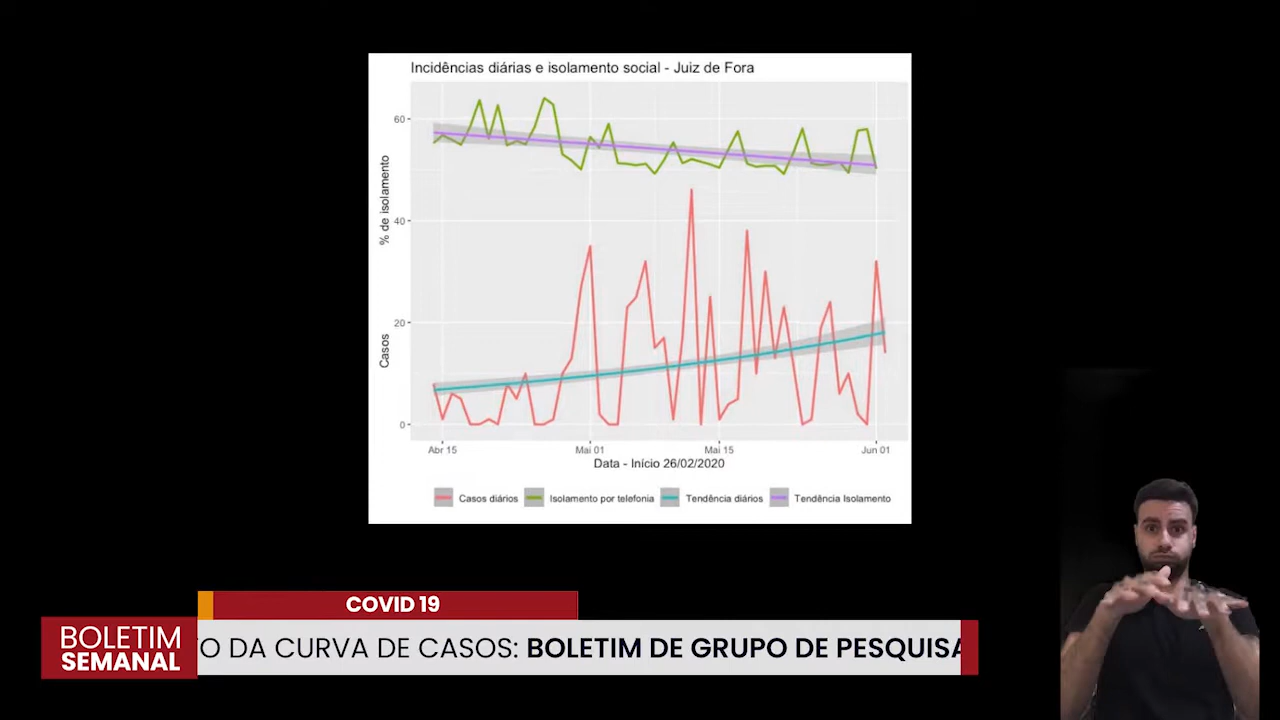 Incidências diárias e isolamento social - Juiz de Fora
% de isolamento
Casos
60
40
20
0
Abr 15
Mai 01
Mai 15
Jun 01
Data - Início 26/02/2020
Casos diários
Isolamento por telefonia
Tendência diários
Tendência Isolamento
COVID 19
BOLETIM
SEMANAL
O DA CURVA DE CASOS: BOLETIM DE GRUPO DE PESQUISA